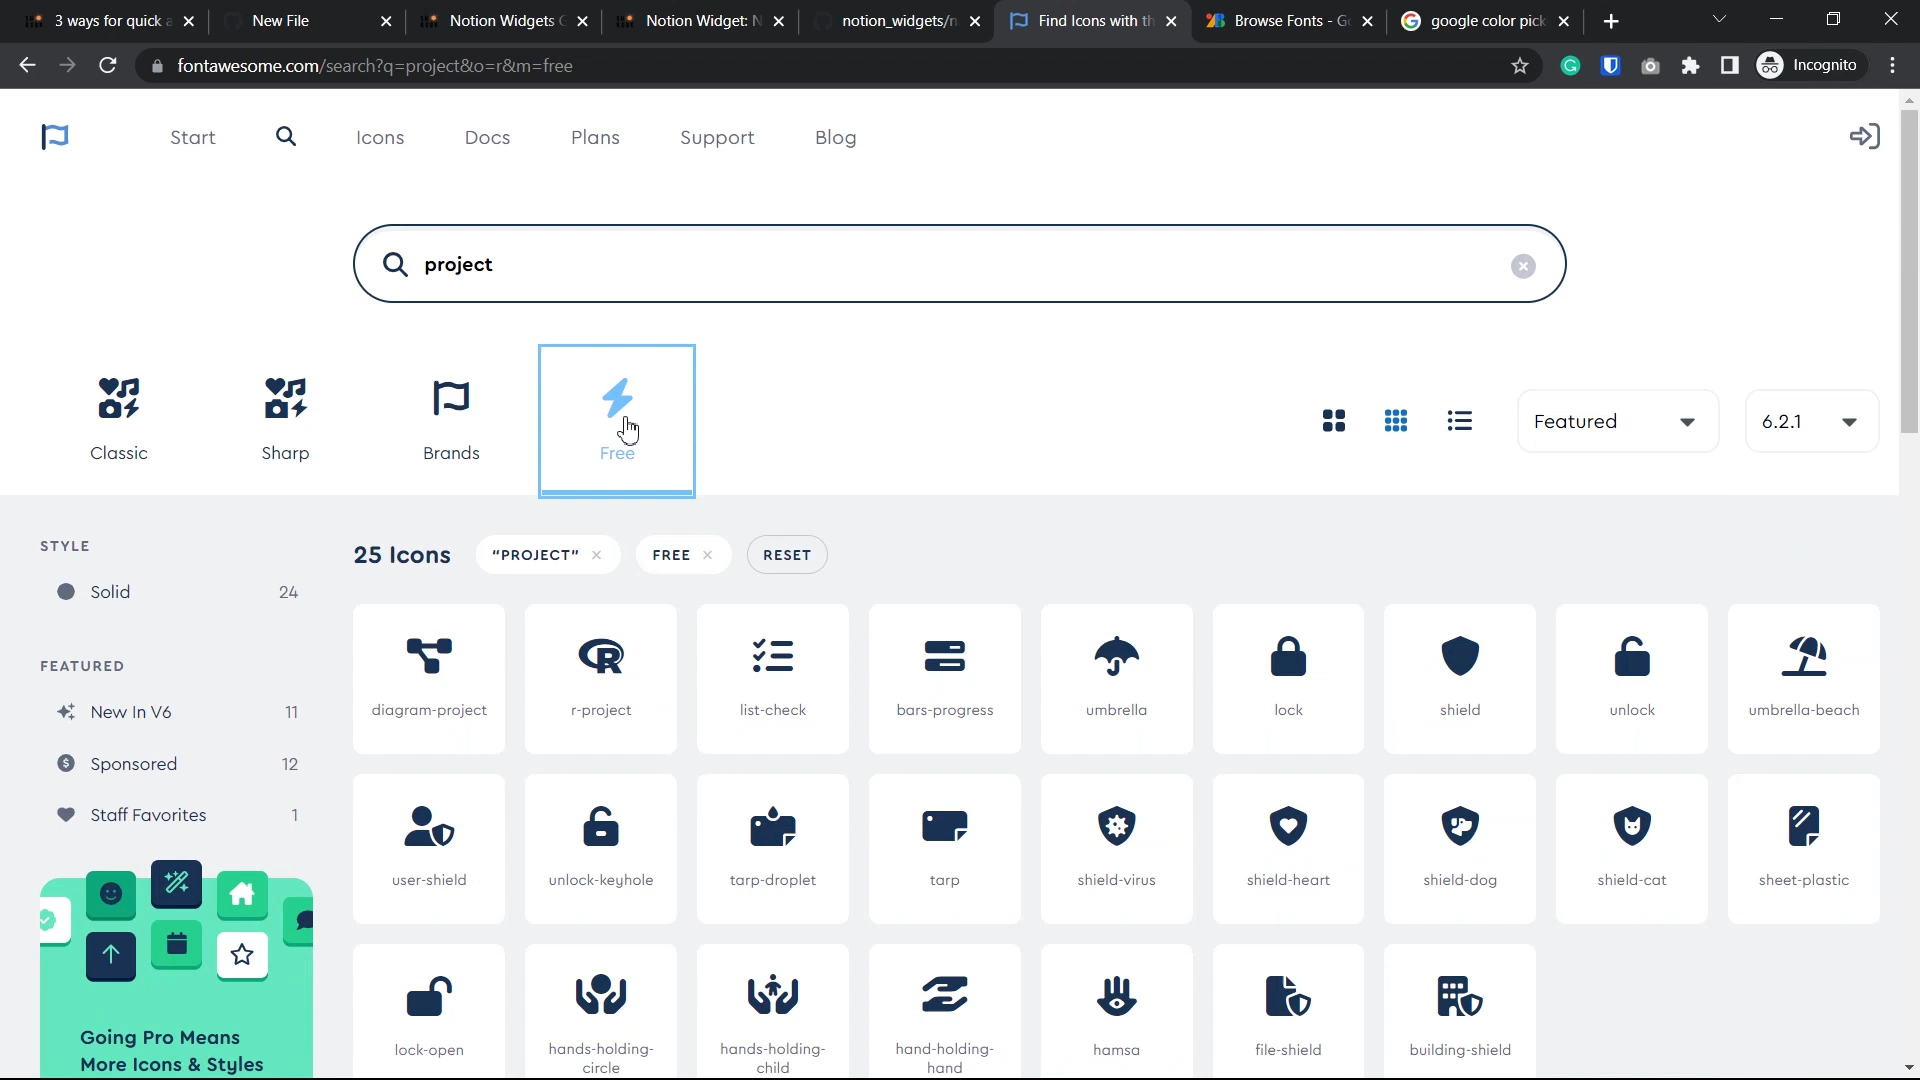 3 ways for quick a
New File
Notion Widgets G
Notion Widget: N
notion_widgets/n
Find Icons with th
Browse Fonts - Go
google color pick
fontawesome.com/search?q=project&o=r&m=free
Incognito
Start
Icons
Docs
Plans
Support
Blog
project
Classic
Sharp
Brands
Free
Featured
6.2.1
STYLE
Solid 24
FEATURED
New In V6 11
Sponsored 12
Staff Favorites 1
Going Pro Means
More Icons & Styles
25 Icons
"PROJECT"
FREE
RESET
diagram-project
r-project
list-check
bars-progress
umbrella
lock
shield
unlock
umbrella-beach
user-shield
unlock-keyhole
tarp-droplet
tarp
shield-virus
shield-heart
shield-dog
shield-cat
sheet-plastic
lock-open
hands-holding-
circle
hands-holding-
child
hand-holding-
hand
hamsa
file-shield
building-shield